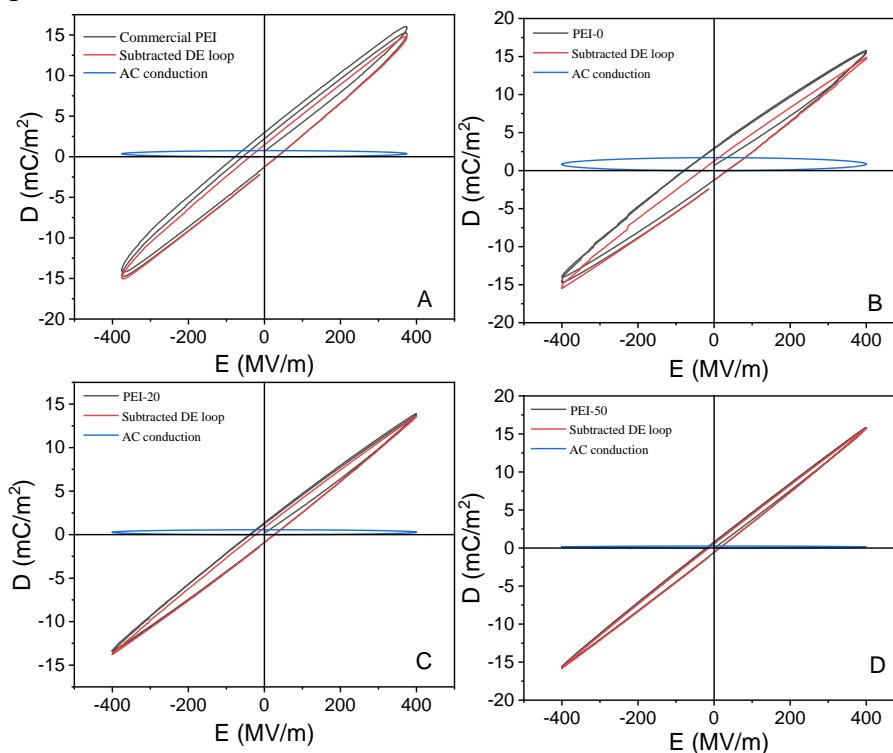 Commercial PEI
Subtracted DE loop
AC conduction
D (mC/m²)
15
10
5
0
-5
-10
-15
-20
-400 -200 0 200 400
E (MV/m)
A
PEI-0
Subtracted DE loop
AC conduction
D (mC/m²)
20
15
10
5
0
-5
-10
-15
-20
-400 -200 0 200 400
E (MV/m)
B
PEI-20
Subtracted DE loop
AC conduction
D (mC/m²)
15
10
5
0
-5
-10
-15
-400 -200 0 200 400
E (MV/m)
C
PEI-50
Subtracted DE loop
AC conduction
D (mC/m²)
20
15
10
5
0
-5
-10
-15
-20
-400 -200 0 200 400
E (MV/m)
D